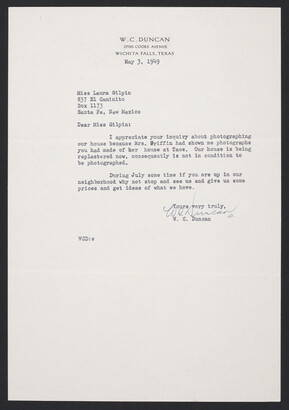 W. C. DUNCAN
WICHITA FALLS, TEXAS
May 3, 1949
Miss Laura Gilpin
837 El Caminito
Box 1173
Santa Fe, New Mexico
Dear Miss Gilpin:
I appreciate your inquiry about photographing
our house because Mrs. Griffin had shown me photographs
you had made of her house at Taos. Our house is being
replastered now, consequently is not in condition to
be photographed.
During July some time if you are up in our
neighborhood why not stop and see us and give us some
prices and get ideas of what we have.
Yours very truly,
W C Duncan
W. C. Duncan
WCD:s